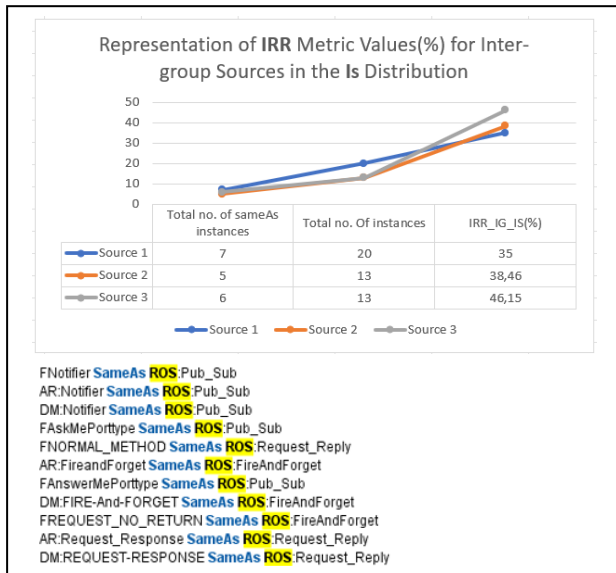 Representation of IRR Metric Values(%) for Inter-
group Sources in the Is Distribution
50
40
30
20
10
0
Total no. of sameAs instances Total no. Of instances IRR_IG_IS(%)
Source 1 7 20 35
Source 2 5 13 38,46
Source 3 6 13 46,15
Source 1 Source 2 Source 3
FNotifier SameAs ROS:Pub_Sub
AR:Notifier SameAs ROS:Pub_Sub
DM:Notifier SameAs ROS:Pub_Sub
FAskMePorttype SameAs ROS:Pub_Sub
FNORMAL_METHOD SameAs ROS:Request_Reply
AR:FireandForget SameAs ROS:FireAndForget
FAnswerMePorttype SameAs ROS:Pub_Sub
DM:FIRE-And-FORGET SameAs ROS:FireAndForget
FREQUEST_NO_RETURN SameAs ROS:FireAndForget
AR:Request_Response SameAs ROS:Request_Reply
DM:REQUEST-RESPONSE SameAs ROS:Request_Reply